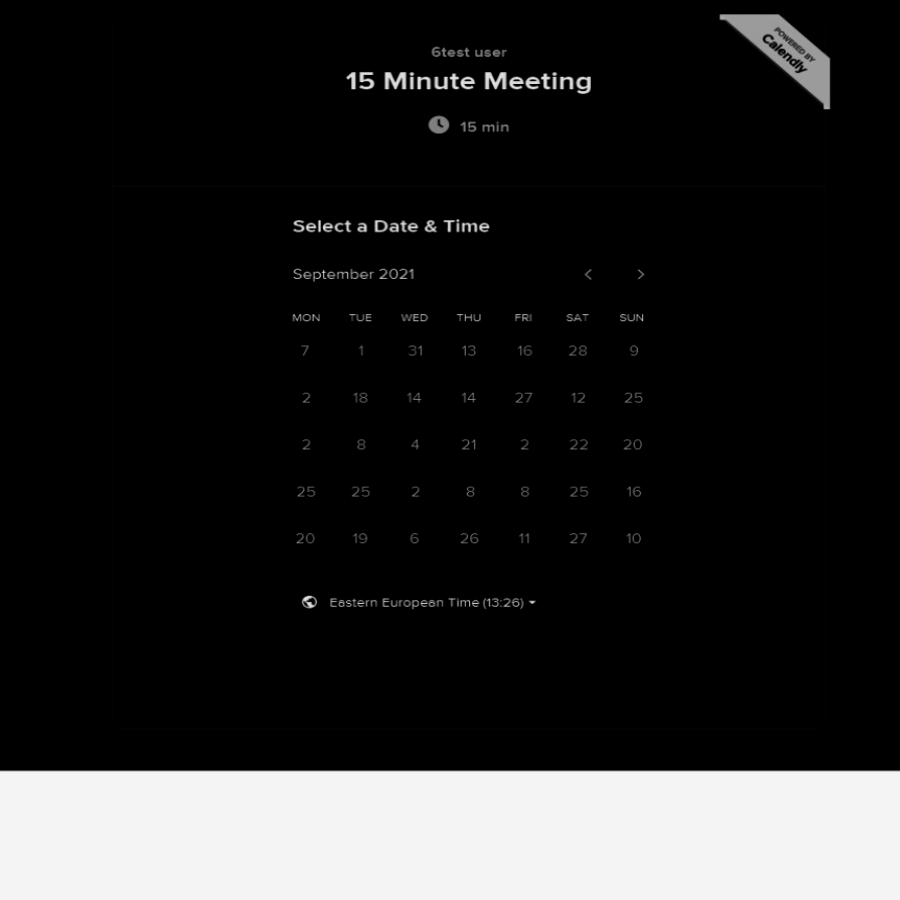 POWERED BY
Calendly
6test user
15 Minute Meeting
15 min
Select a Date & Time
September 2021
MON TUE WED THU FRI SAT SUN
7 1 31 13 16 28 9
2 18 14 14 27 12 25
2 8 4 21 2 22 20
25 25 2 8 8 25 16
20 19 6 26 11 27 10
Eastern European Time (13:26)